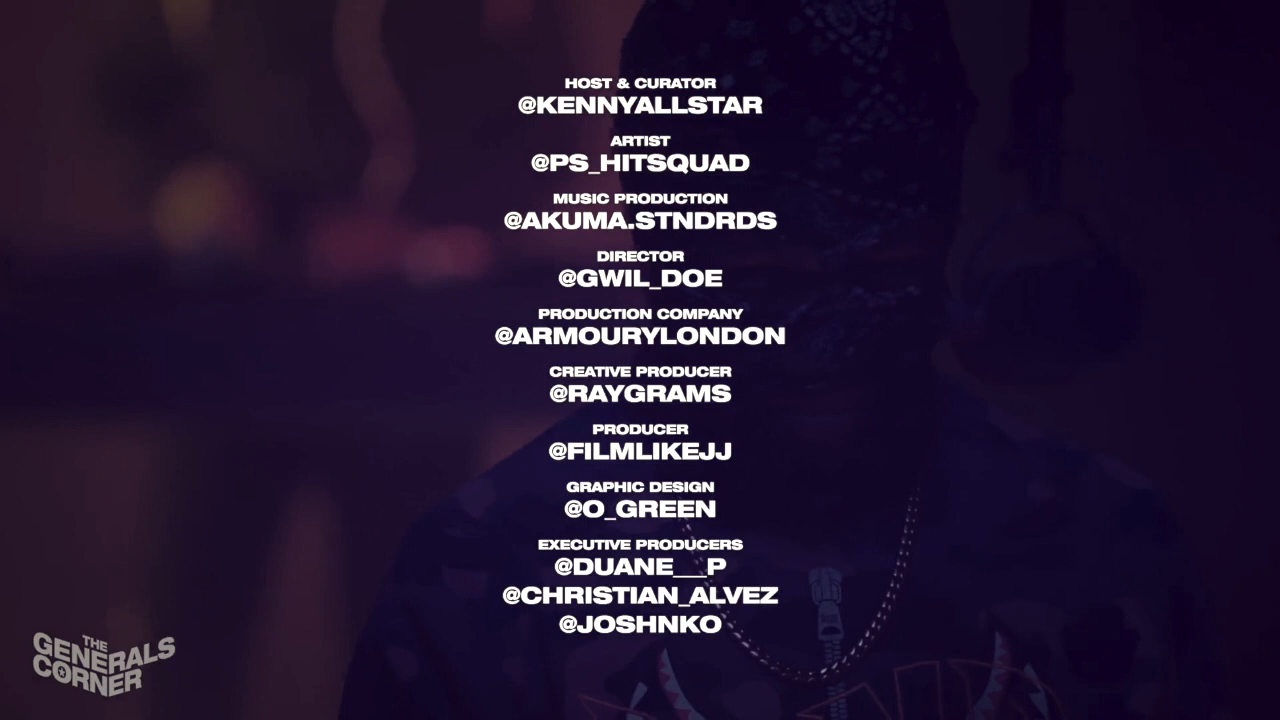 HOST & CURATOR
@KENNYALLSTAR
ARTIST
@PS_HITSQUAD
MUSIC PRODUCTION
@AKUMA.STNDRDS
DIRECTOR
@GWIL_DOE
PRODUCTION COMPANY
@ARMOURYLONDON
CREATIVE PRODUCER
@RAYGRAMS
PRODUCER
@FILMLIKEJJ
GRAPHIC DESIGN
@O_GREEN
EXECUTIVE PRODUCERS
@DUANE___P
@CHRISTIAN_ALVEZ
@JOSHNKO
THE
GENERALS
CORNER